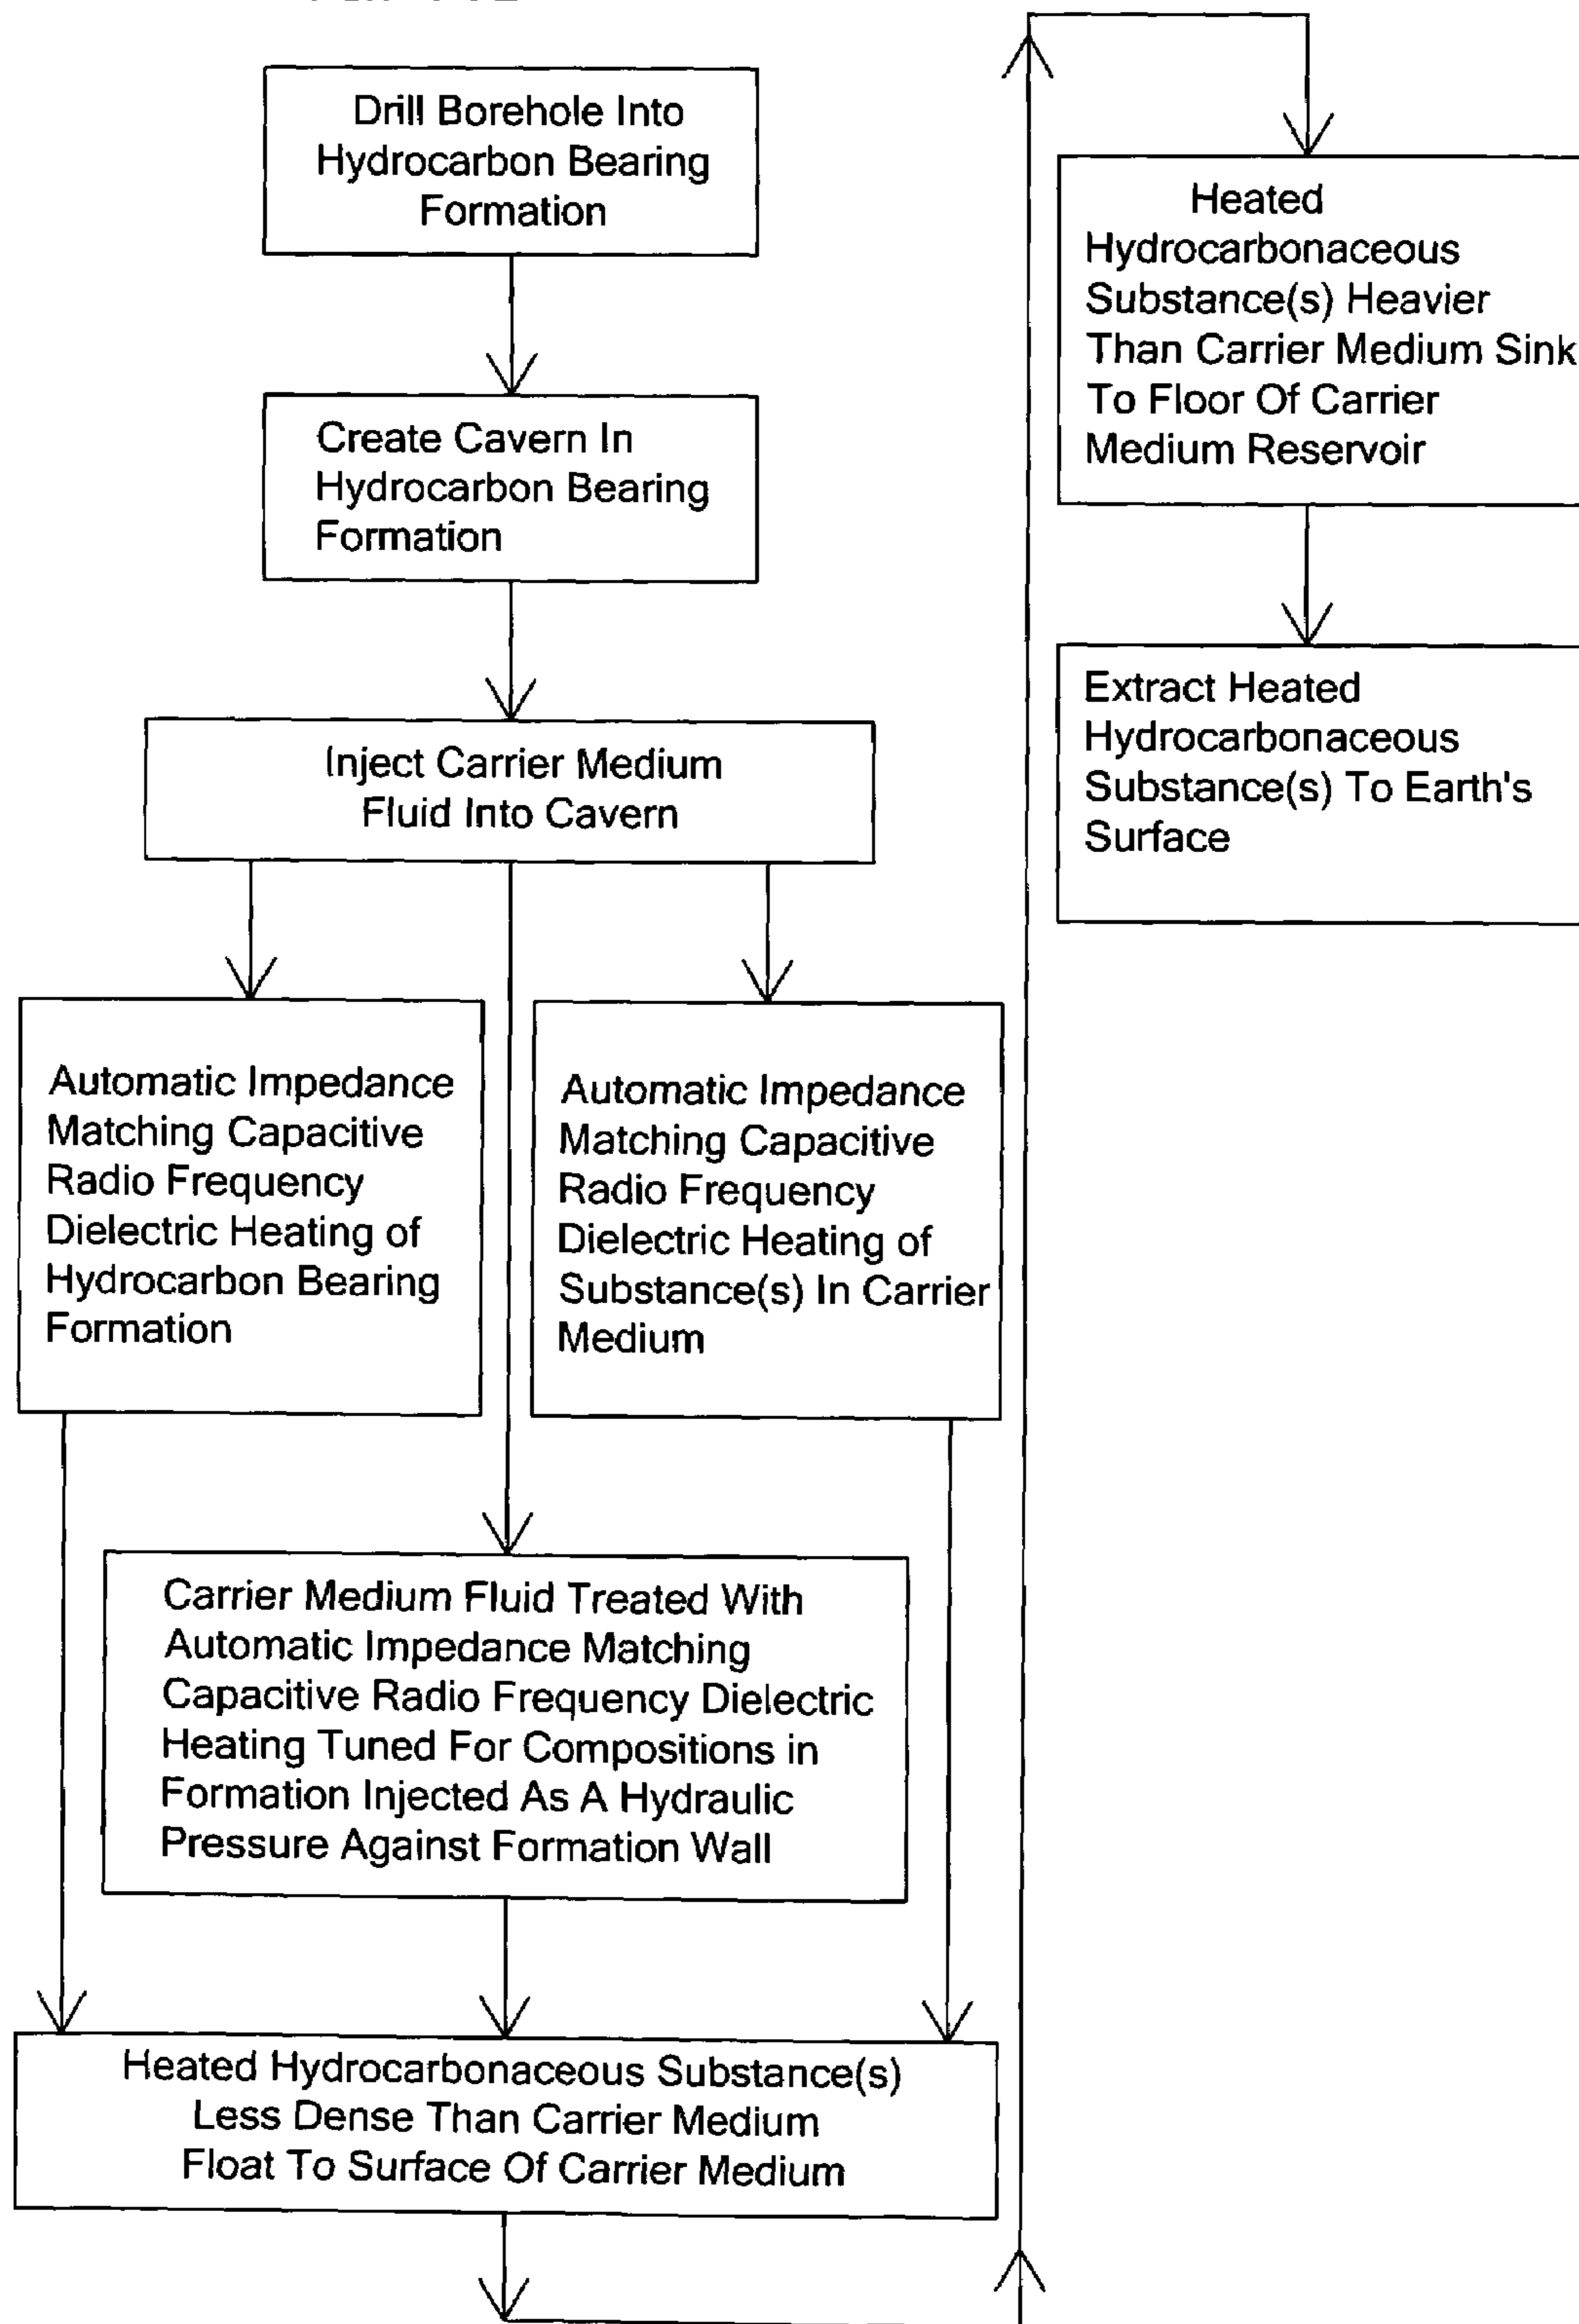 Drill Borehole Into
Hydrocarbon Bearing
Formation
Create Cavern In
Hydrocarbon Bearing
Formation
Inject Carrier Medium
Fluid Into Cavern
Automatic Impedance
Matching Capacitive
Radio Frequency
Dielectric Heating of
Hydrocarbon Bearing
Formation
Automatic Impedance
Matching Capacitive
Radio Frequency
Dielectric Heating of
Substance(s) In Carrier
Medium
Carrier Medium Fluid Treated With
Automatic Impedance Matching
Capacitive Radio Frequency Dielectric
Heating Tuned For Compositions in
Formation Injected As A Hydraulic
Pressure Against Formation Wall
Heated Hydrocarbonaceous Substance(s)
Less Dense Than Carrier Medium
Float To Surface Of Carrier Medium
Heated
Hydrocarbonaceous
Substance(s) Heavier
Than Carrier Medium Sink
To Floor Of Carrier
Medium Reservoir
Extract Heated
Hydrocarbonaceous
Substance(s) To Earth's
Surface